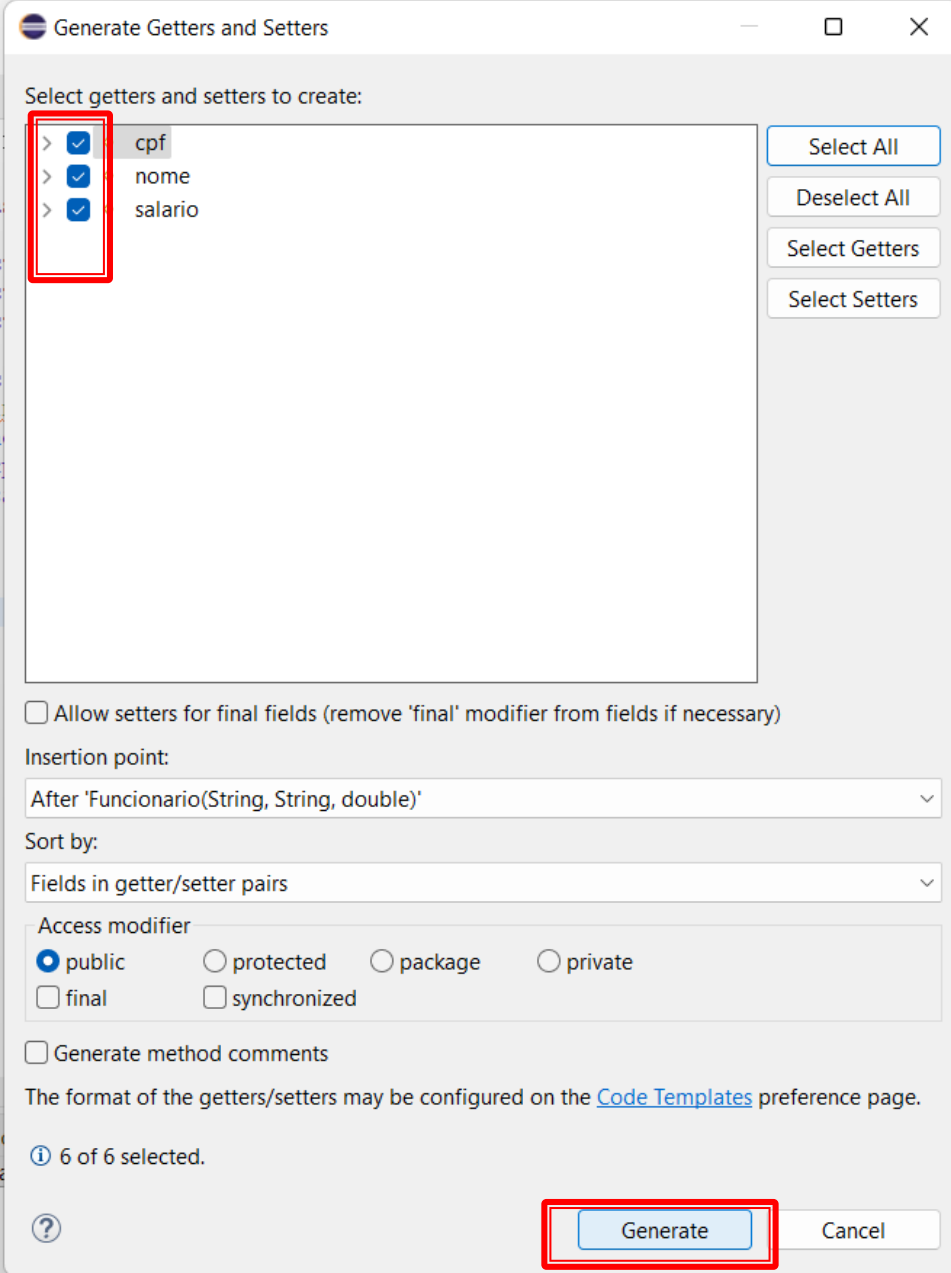 Generate Getters and Setters
Select getters and setters to create:
cpf
nome
salario
Select All
Deselect All
Select Getters
Select Setters
Allow setters for final fields (remove 'final' modifier from fields if necessary)
Insertion point:
After 'Funcionario(String, String, double)'
Sort by:
Fields in getter/setter pairs
Access modifier
public protected package private
final synchronized
Generate method comments
The format of the getters/setters may be configured on the Code Templates preference page.
6 of 6 selected.
? Generate Cancel